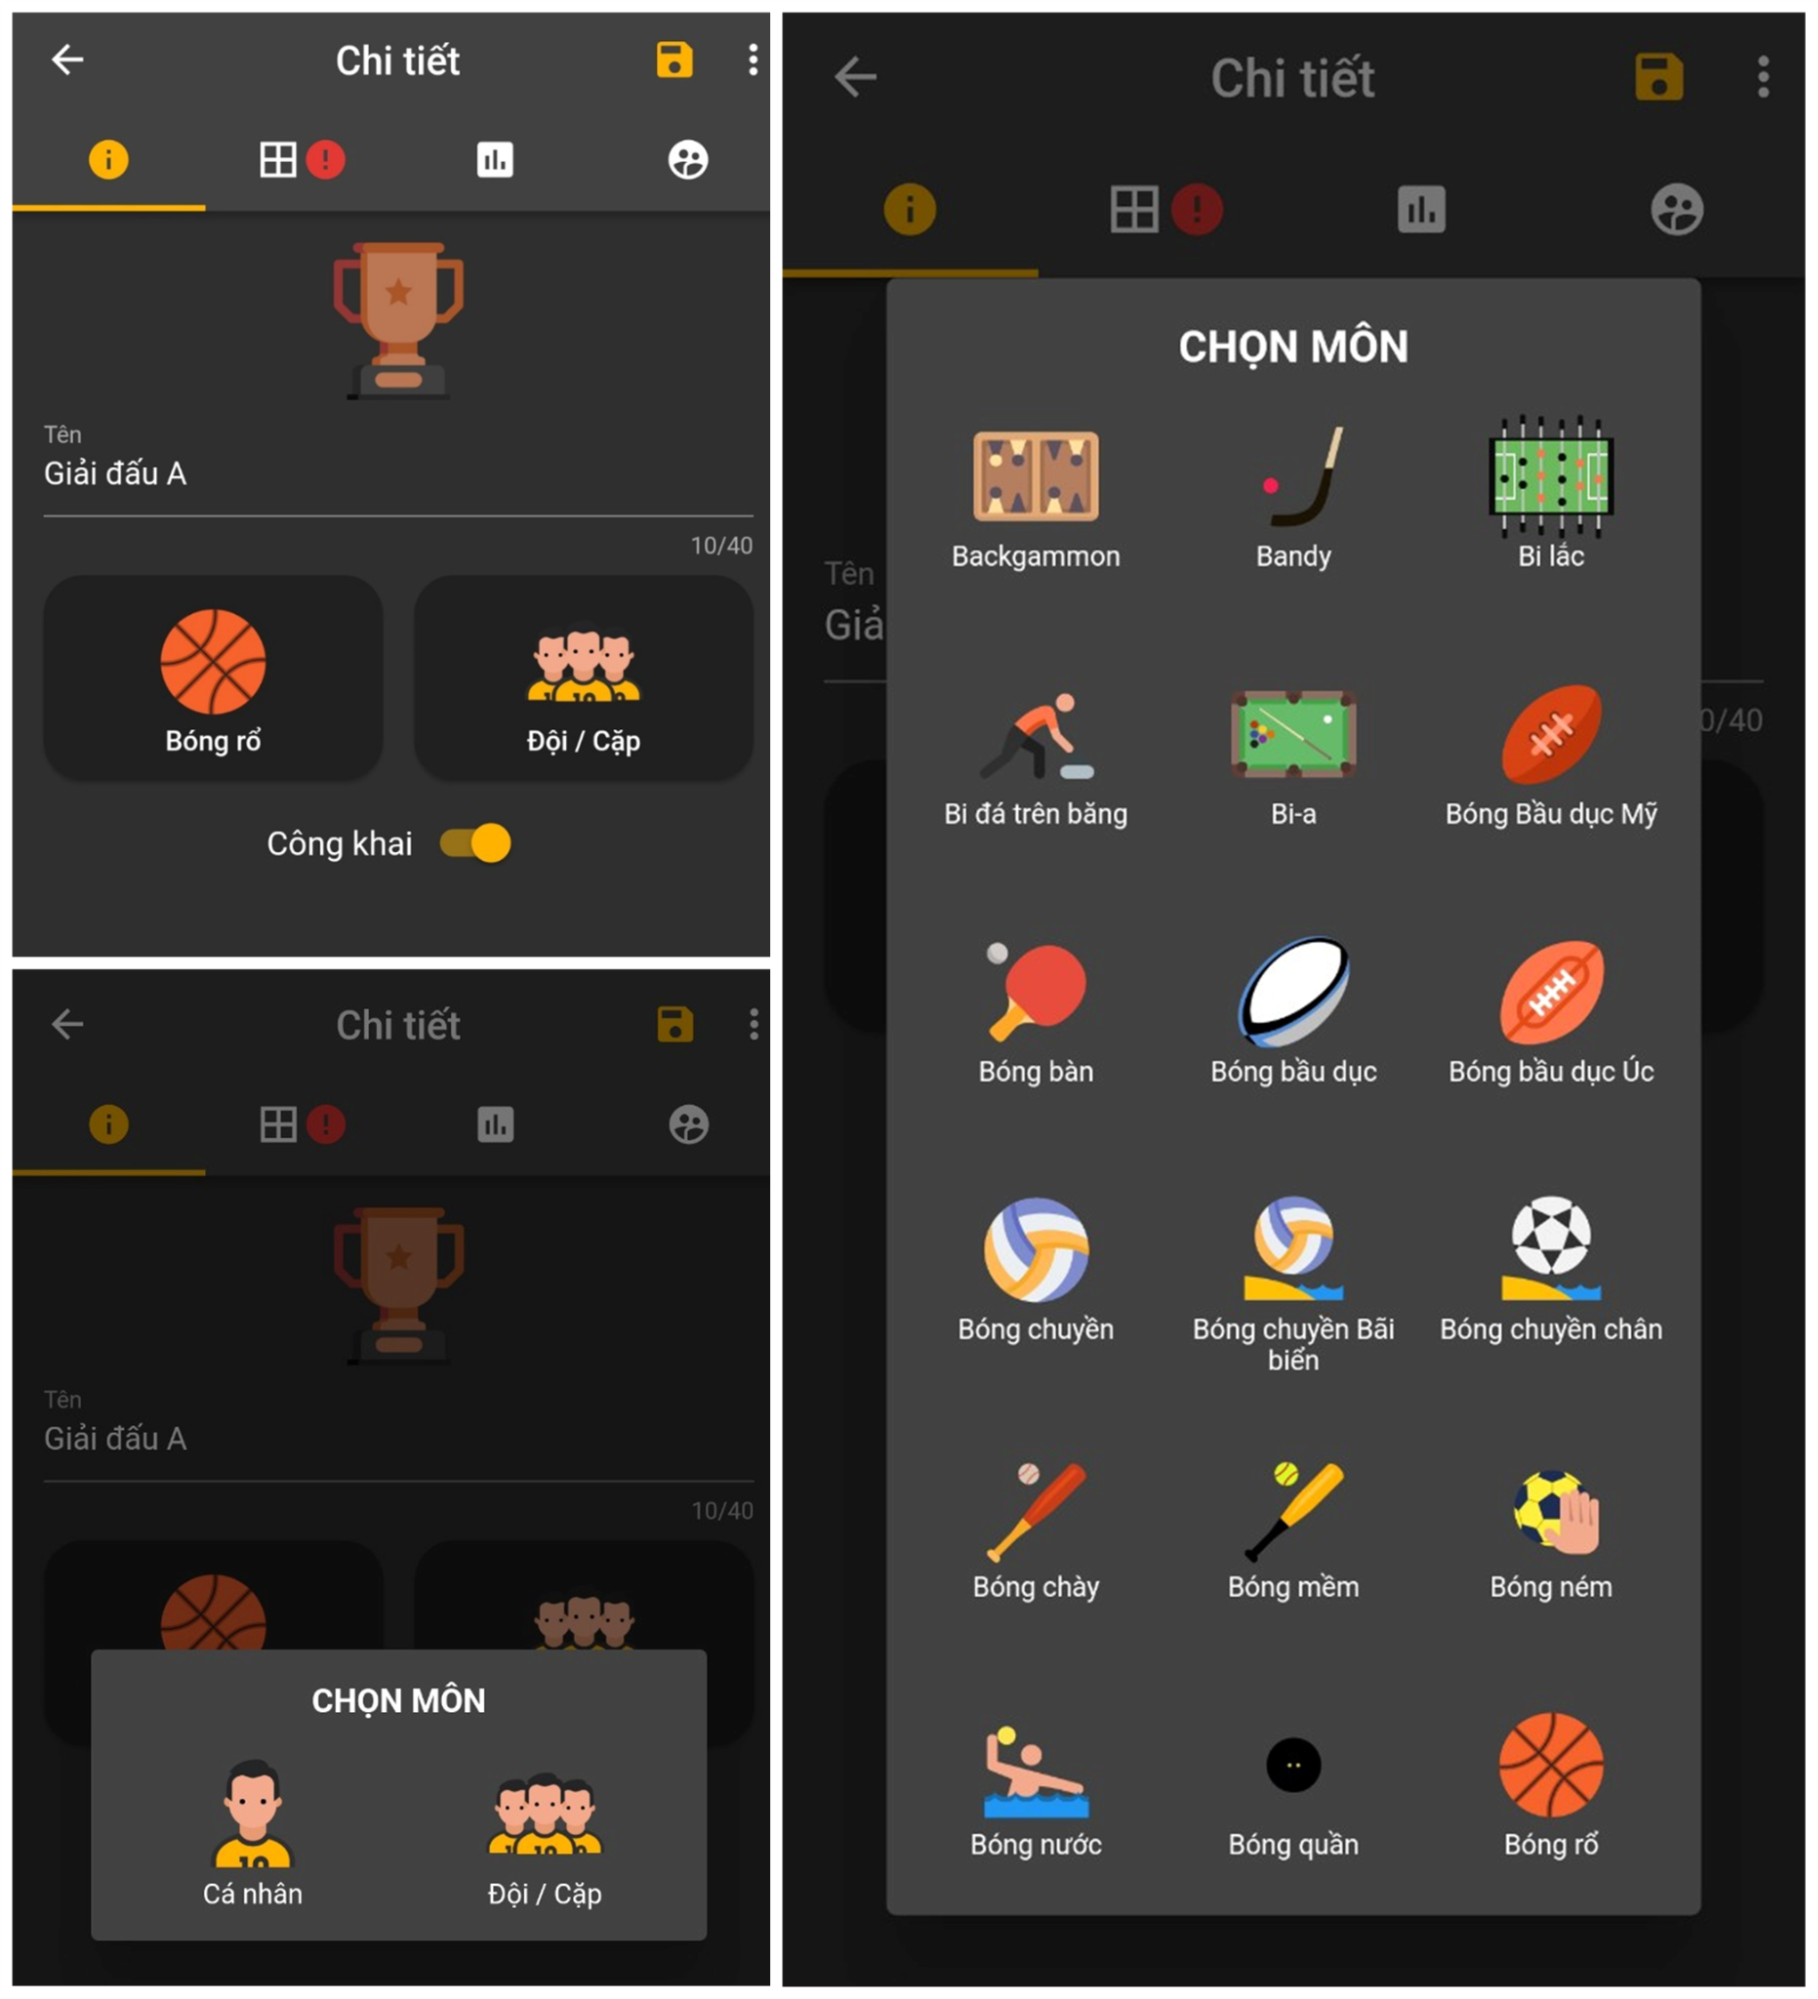 Chi tiết
Tên
Giải đấu A
10/40
Bóng rổ
Đội / Cặp
Công khai
Chi tiết
Tên
Giải đấu A
10/40
CHỌN MÔN
Cá nhân
Đội / Cặp
Chi tiết
Tên
Giả
0/40
CHỌN MÔN
Backgammon
Bandy
Bi lắc
Bi đá trên băng
Bi-a
Bóng Bầu dục Mỹ
Bóng bàn
Bóng bầu dục
Bóng bầu dục Úc
Bóng chuyền
Bóng chuyền Bãi
biển
Bóng chuyền chân
Bóng chày
Bóng mềm
Bóng ném
Bóng nước
Bóng quần
Bóng rổ